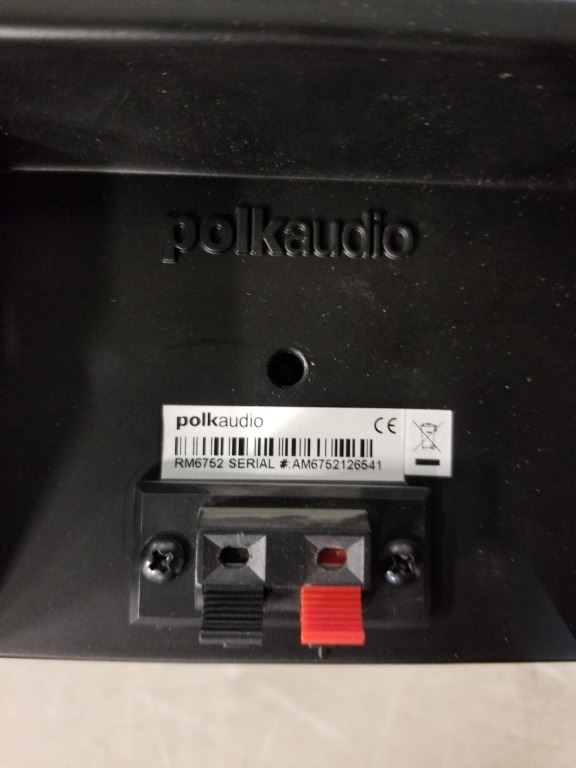 polkaudio
polkaudio CE
RM6752 SERIAL #:AM6752126541